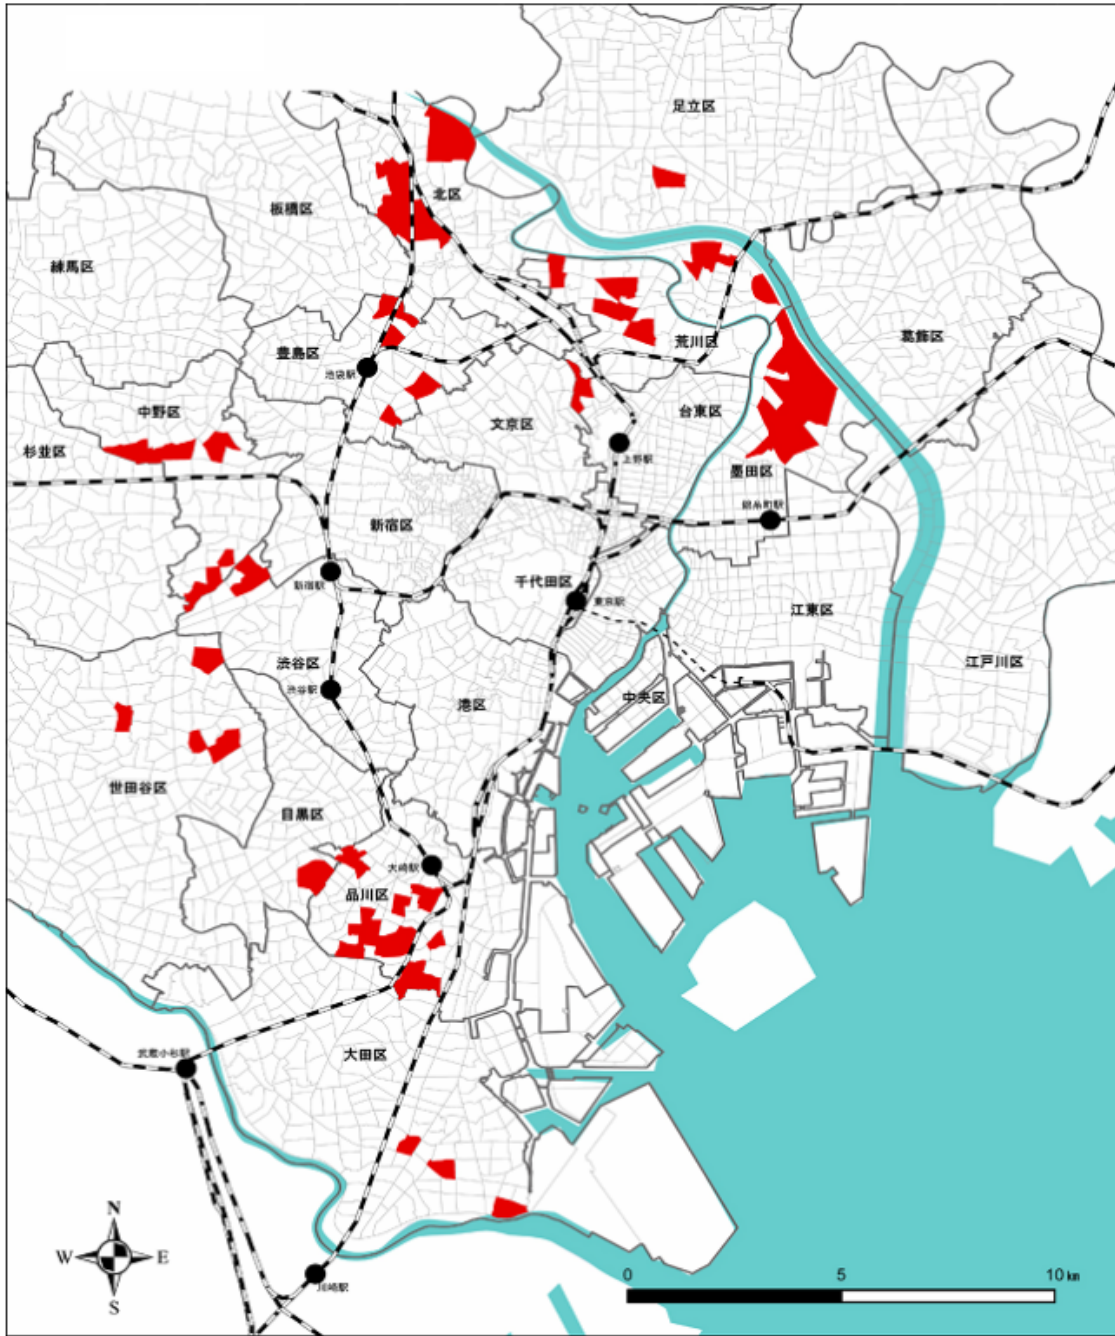 足立区
北区
板橋区
練馬区
荒川区
葛飾区
豊島区
池袋駅
中野区
台東区
文京区
杉並区
上野駅
墨田区
錦糸町駅
新宿区
新宿駅
千代田区
東京駅
江東区
江戸川区
渋谷区
渋谷駅
港区
中央区
世田谷区
目黒区
大崎駅
品川区
武蔵小杉駅
大田区
N
W E
S
川崎駅
0 5 10 km